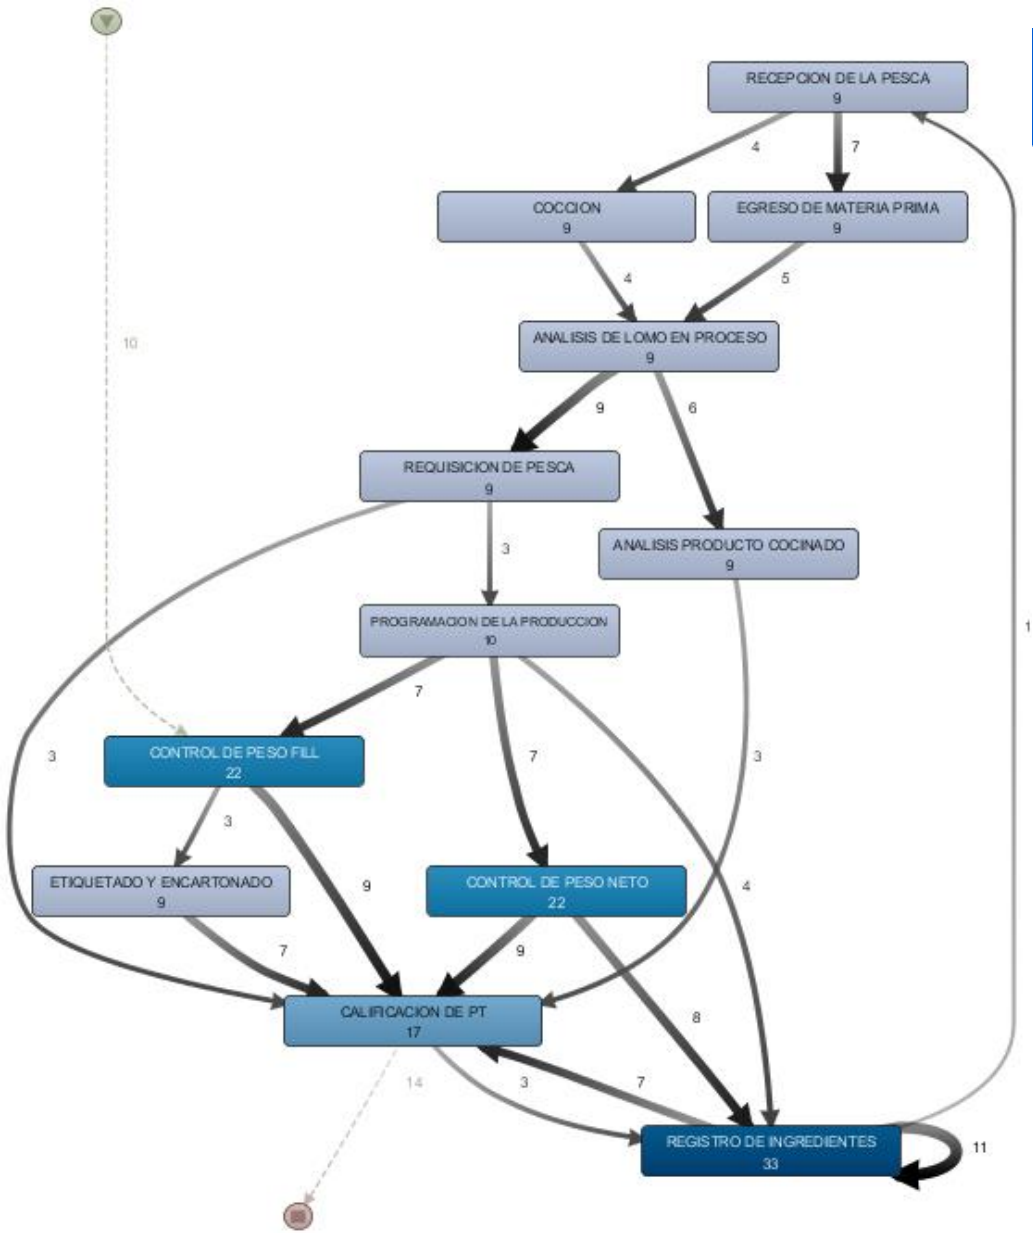 RECEPCION DE LA PESCA
9
4
7
COCCION
9
EGRESO DE MATERIA PRIMA
9
4
5
10
ANALISIS DE LOMO EN PROCESO
9
9
6
REQUISICION DE PESCA
9
3
ANALISIS PRODUCTO COCINADO
9
PROGRAMACION DE LA PRODUCCION
10
1
7
3
CONTROL DE PESO FILL
22
7
3
3
ETIQUETADO Y ENCARTONADO
9
9
CONTROL DE PESO NETO
22
4
7
9
CALIFICACION DE PT
17
8
14
3
7
REGISTRO DE INGREDIENTES
33
11